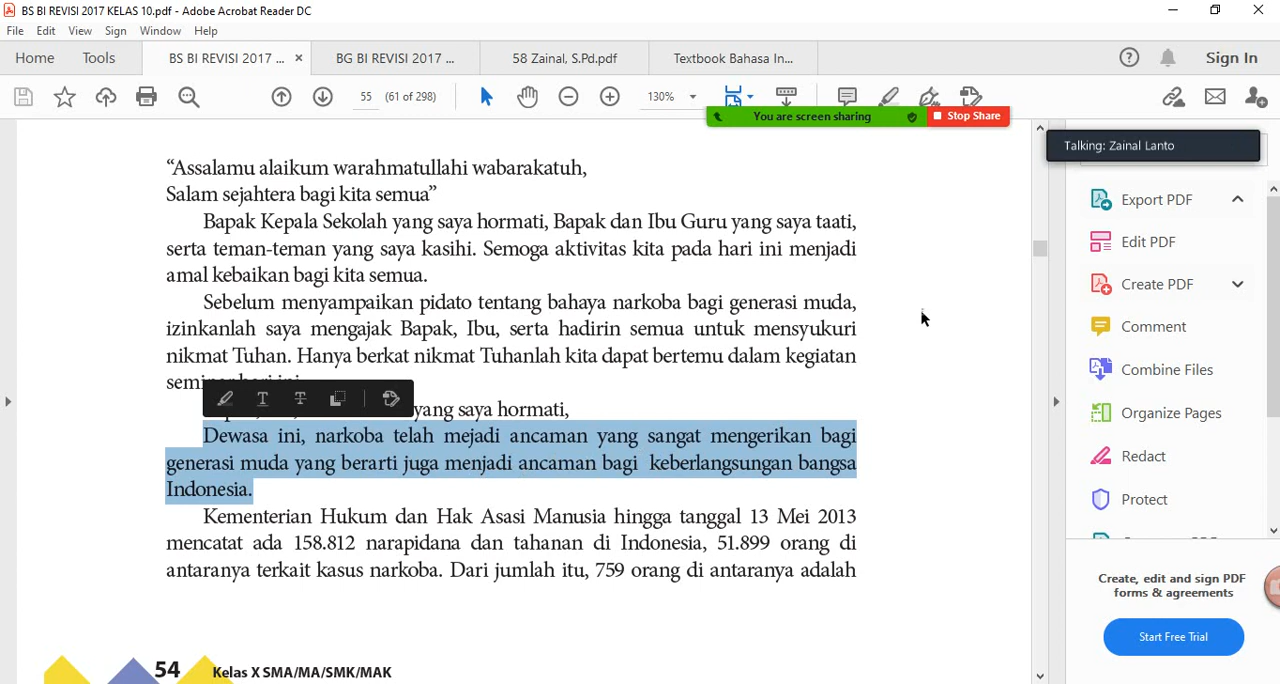 BS BI REVISI 2017 KELAS 10.pdf - Adobe Acrobat Reader DC
File Edit View Sign Window Help
Home Tools BS BI REVISI 2017 ... × BG BI REVISI 2017 ... 58 Zainal, S.Pd.pdf Textbook Bahasa In... Sign In
55 (61 of 298) 130%
You are screen sharing Stop Share
Talking: Zainal Lanto
“Assalamu alaikum warahmatullahi wabarakatuh,
Salam sejahtera bagi kita semua”
Bapak Kepala Sekolah yang saya hormati, Bapak dan Ibu Guru yang saya taati,
serta teman-teman yang saya kasihi. Semoga aktivitas kita pada hari ini menjadi
amal kebaikan bagi kita semua.
Sebelum menyampaikan pidato tentang bahaya narkoba bagi generasi muda,
izinkanlah saya mengajak Bapak, Ibu, serta hadirin semua untuk mensyukuri
nikmat Tuhan. Hanya berkat nikmat Tuhanlah kita dapat bertemu dalam kegiatan
yang saya hormati,
Dewasa ini, narkoba telah mejadi ancaman yang sangat mengerikan bagi
generasi muda yang berarti juga menjadi ancaman bagi keberlangsungan bangsa
Indonesia.
Kementerian Hukum dan Hak Asasi Manusia hingga tanggal 13 Mei 2013
mencatat ada 158.812 narapidana dan tahanan di Indonesia, 51.899 orang di
antaranya terkait kasus narkoba. Dari jumlah itu, 759 orang di antaranya adalah
54 Kelas X SMA/MA/SMK/MAK
Export PDF
Edit PDF
Create PDF
Comment
Combine Files
Organize Pages
Redact
Protect
Create, edit and sign PDF
forms & agreements
Start Free Trial